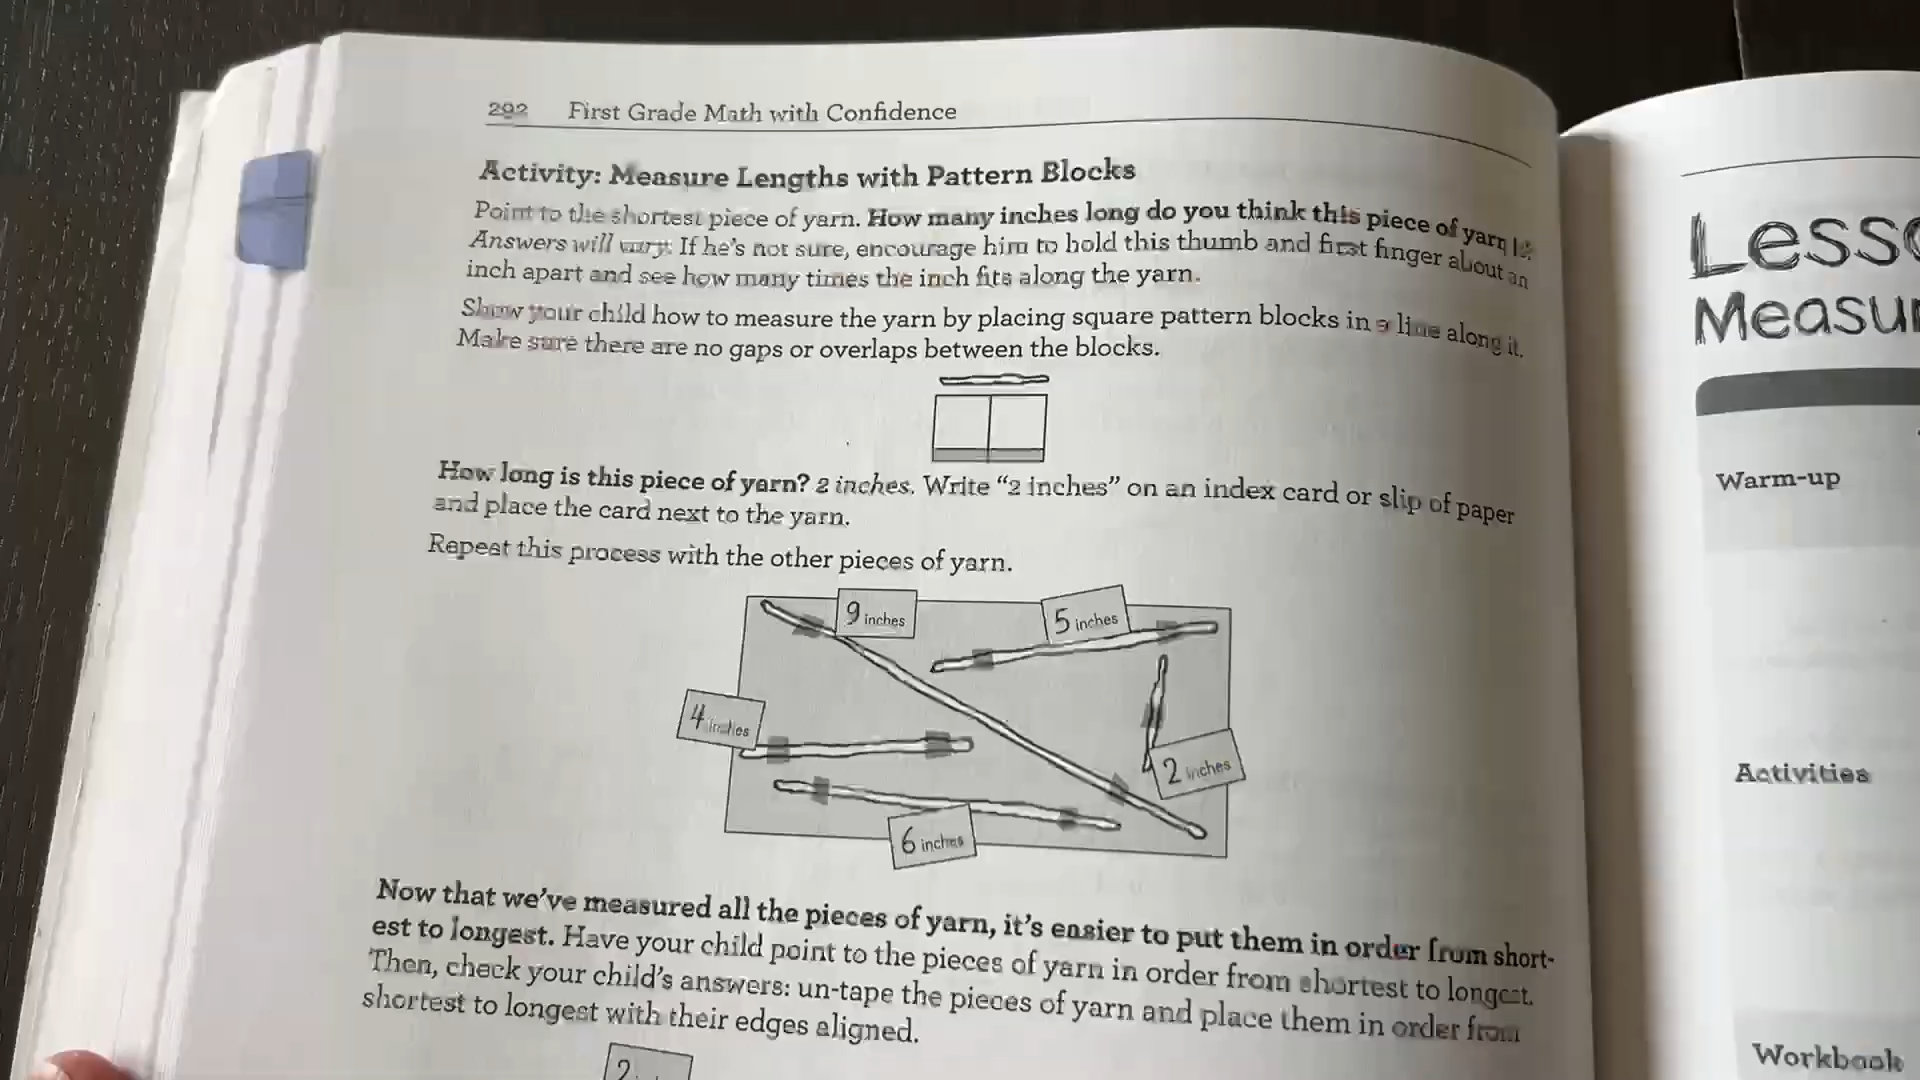 292 First Grade Math with Confidence
Activity: Measure Lengths with Pattern Blocks
Point to the shortest piece of yarn. How many inches long do you think this piece of yarn is?
Answers will vary. If he's not sure, encourage him to hold this thumb and first finger about an
inch apart and see how many times the inch fits along the yarn.
Show your child how to measure the yarn by placing square pattern blocks in a line along it.
Make sure there are no gaps or overlaps between the blocks.
How long is this piece of yarn? 2 inches. Write “2 inches” on an index card or slip of paper
and place the card next to the yarn.
Repeat this process with the other pieces of yarn.
9 inches
5 inches
4 inches
2 inches
6 inches
Now that we've measured all the pieces of yarn, it's easier to put them in order from short-
est to longest. Have your child point to the pieces of yarn in order from shortest to longest.
Then, check your child's answers: un-tape the pieces of yarn and place them in order from
shortest to longest with their edges aligned.
2
Measu
Warm-up
Activities
Workbook